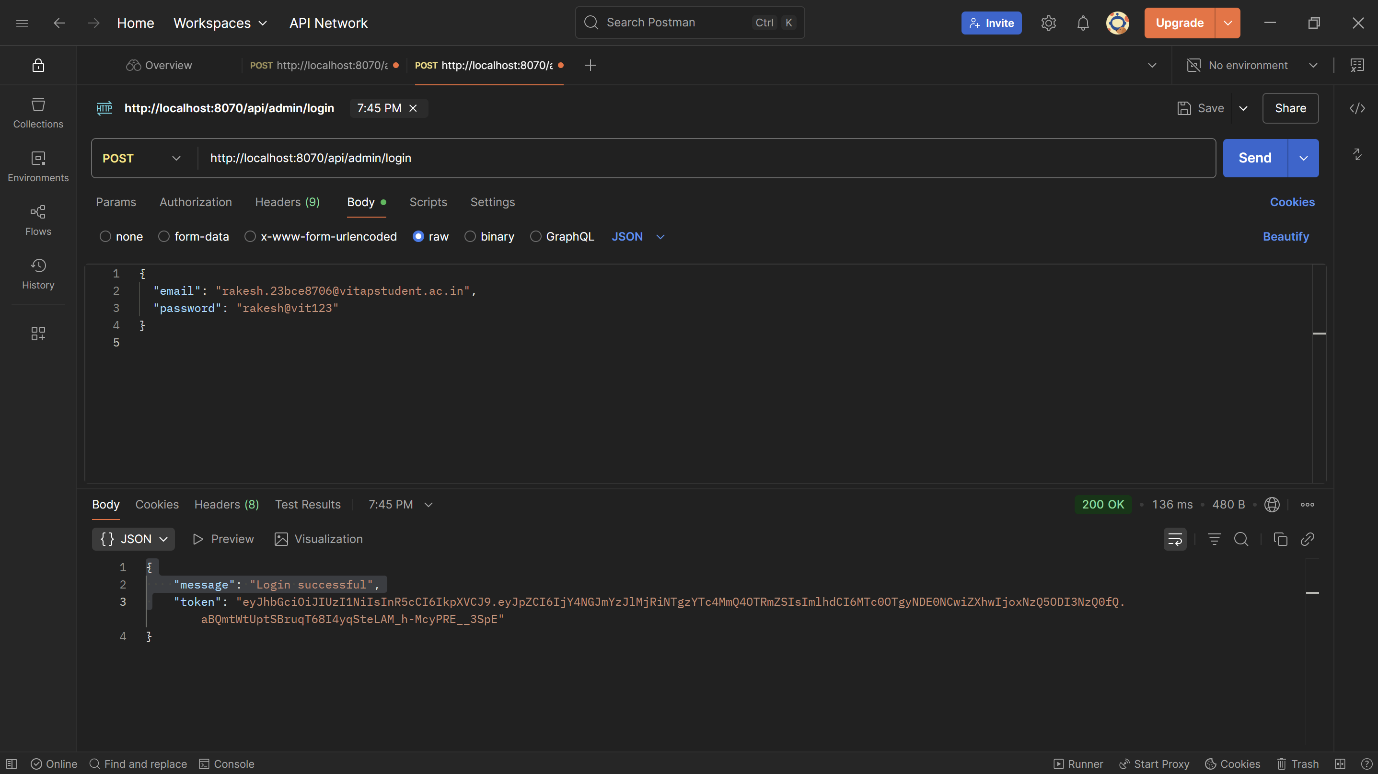 Home Workspaces API Network Search Postman Ctrl K Invite Upgrade
Overview POST http://localhost:8070/a POST http://localhost:8070/a No environment
HTTP http://localhost:8070/api/admin/login 7:45 PM Save Share
Collections
POST http://localhost:8070/api/admin/login Send
Environments
Params Authorization Headers (9) Body Scripts Settings Cookies
Flows
none form-data x-www-form-urlencoded raw binary GraphQL JSON Beautify
History
1 {
2 "email": "rakesh.23bce8706@vitapstudent.ac.in",
3 "password": "rakesh@vit123"
4 }
5
Body Cookies Headers (8) Test Results 7:45 PM 200 OK 136 ms 480 B
{} JSON Preview Visualization
1 {
2 "message": "Login successful",
3 "token": "eyJhbGciOiJIUzI1NiIsInR5cCI6IkpXVCJ9.eyJpZCI6IjY4NGJmYzJlMjRiNTgzYTc4MmQ4OTRmZSIsImlhdCI6MTc0OTgyNDE0NCwiZXhwIjoxNzQ5ODI3NzQ0fQ.
aBQmtWtUptSBruqT68I4yqSteLAM_h-McyPRE__3SpE"
4 }
Online Find and replace Console Runner Start Proxy Cookies Trash